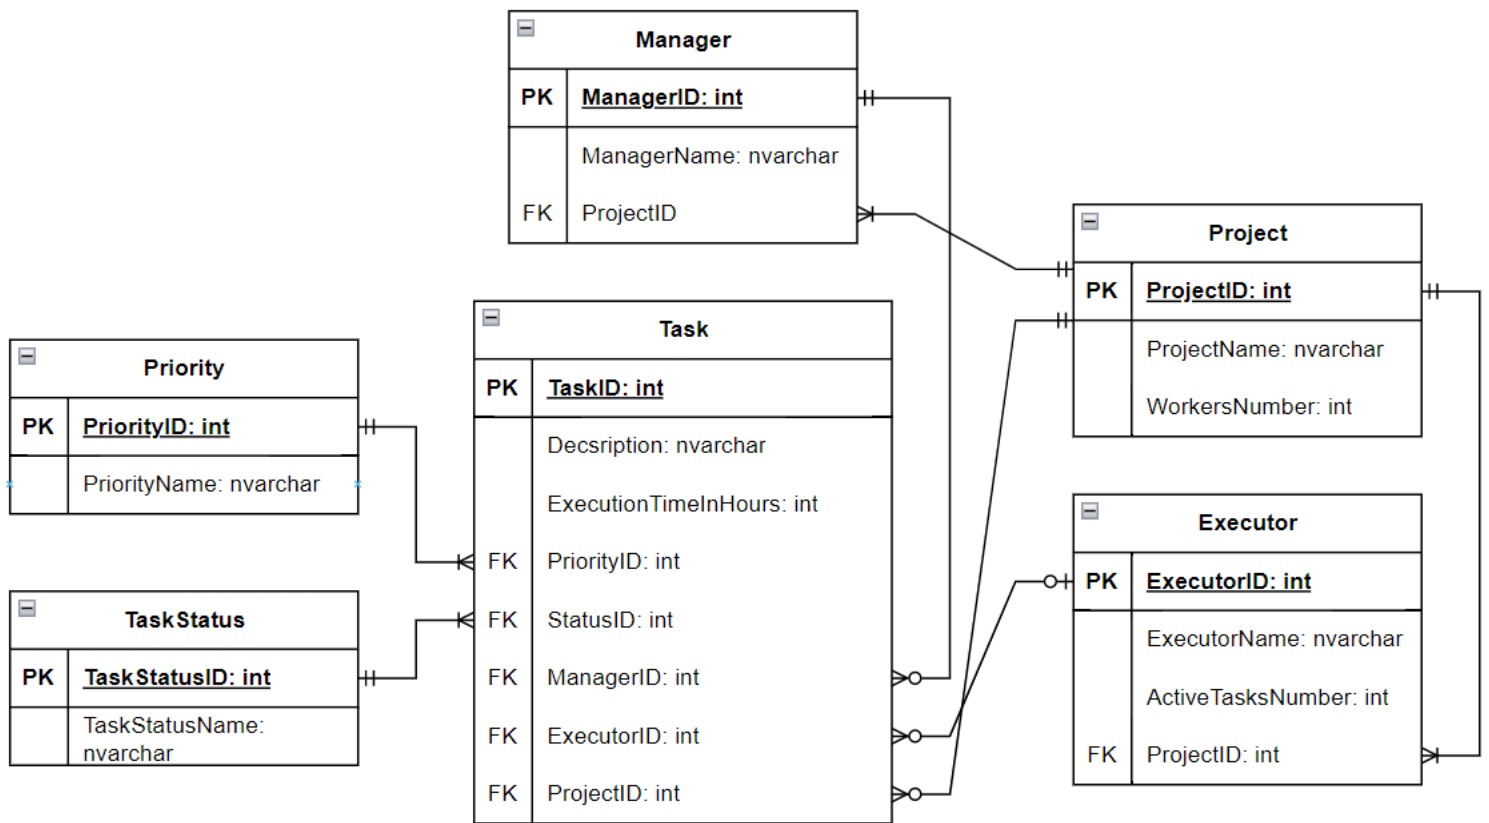 Manager
PK ManagerID: int
ManagerName: nvarchar
FK ProjectID
Project
PK ProjectID: int
ProjectName: nvarchar
WorkersNumber: int
Task
PK TaskID: int
Decsription: nvarchar
ExecutionTimeInHours: int
FK PriorityID: int
FK StatusID: int
FK ManagerID: int
FK ExecutorID: int
FK ProjectID: int
Priority
PK PriorityID: int
PriorityName: nvarchar
TaskStatus
PK TaskStatusID: int
TaskStatusName:
nvarchar
Executor
PK ExecutorID: int
ExecutorName: nvarchar
ActiveTasksNumber: int
FK ProjectID: int